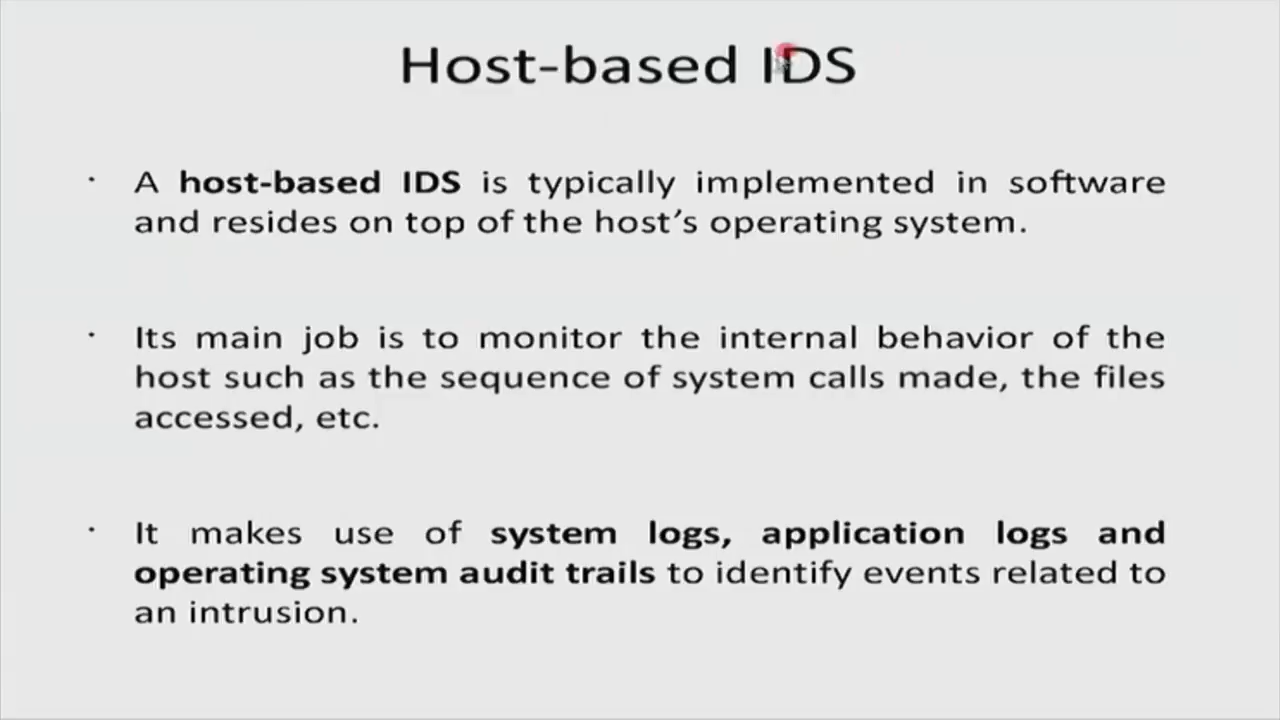 Host-based IDS
· A host-based IDS is typically implemented in software
and resides on top of the host’s operating system.
· Its main job is to monitor the internal behavior of the
host such as the sequence of system calls made, the files
accessed, etc.
· It makes use of system logs, application logs and
operating system audit trails to identify events related to
an intrusion.